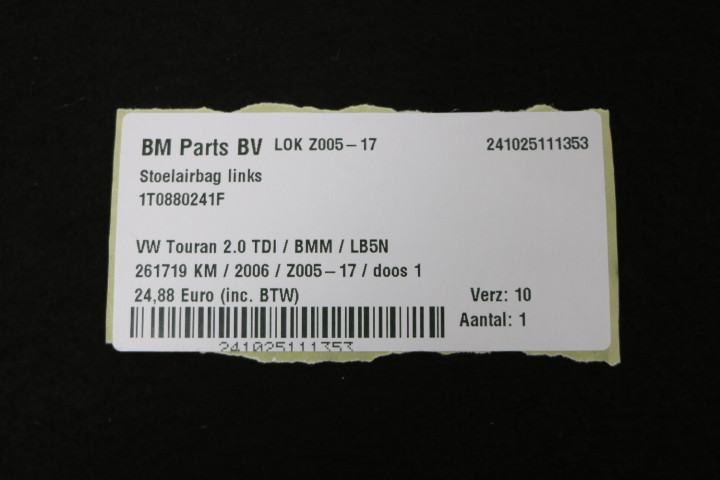 BM Parts BV LOK Z005-17 241025111353
Stoelairbag links
1T0880241F
VW Touran 2.0 TDI / BMM / LB5N
261719 KM / 2006 / Z005-17 / doos 1
24,88 Euro (inc. BTW) Verz: 10
Aantal: 1
241025111353